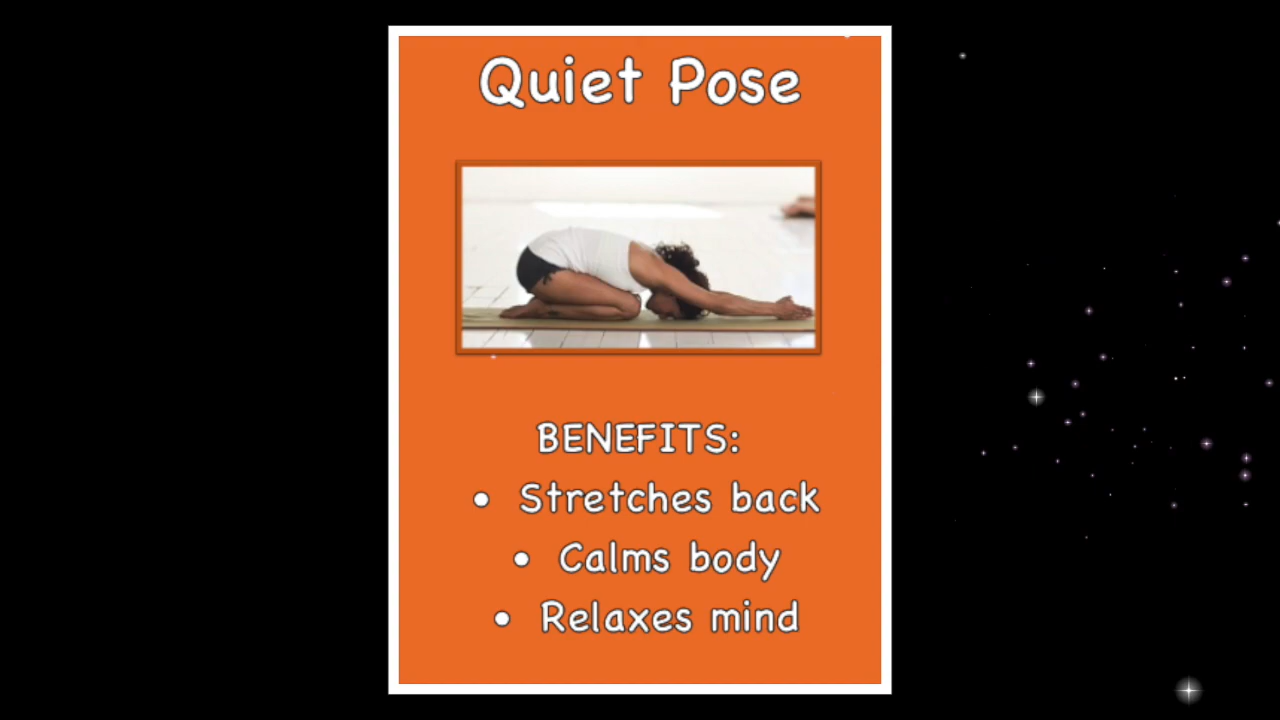 Quiet Pose
BENEFITS:
• Stretches back
• Calms body
• Relaxes mind